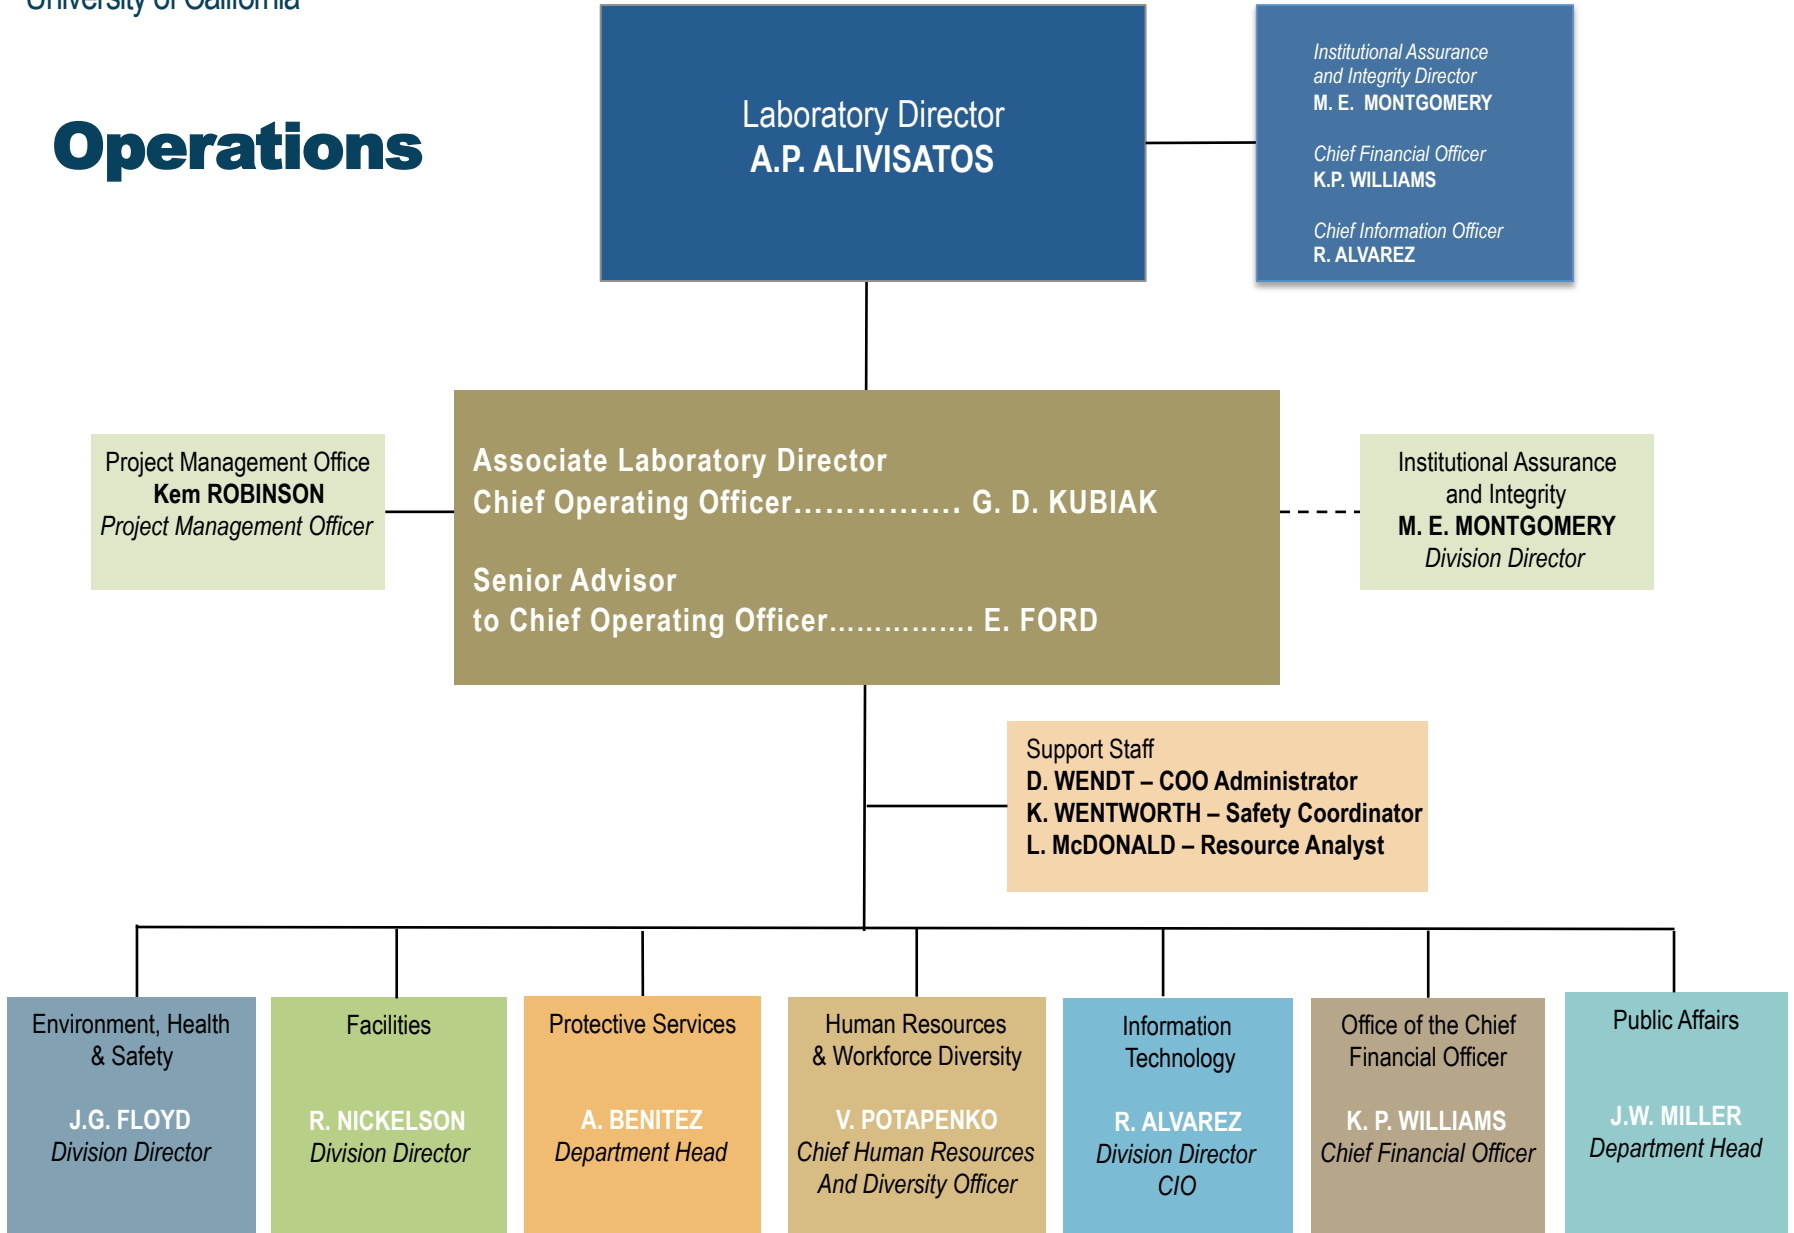 University of California
Operations
Laboratory Director
A.P. ALIVISATOS
Institutional Assurance
and Integrity Director
M. E. MONTGOMERY
Chief Financial Officer
K.P. WILLIAMS
Chief Information Officer
R. ALVAREZ
Project Management Office
Kem ROBINSON
Project Management Officer
Associate Laboratory Director
Chief Operating Officer……………. G. D. KUBIAK
Senior Advisor
to Chief Operating Officer……………. E. FORD
Institutional Assurance
and Integrity
M. E. MONTGOMERY
Division Director
Support Staff
D. WENDT – COO Administrator
K. WENTWORTH – Safety Coordinator
L. McDONALD – Resource Analyst
Environment, Health
& Safety
J.G. FLOYD
Division Director
Facilities
R. NICKELSON
Division Director
Protective Services
A. BENITEZ
Department Head
Human Resources
& Workforce Diversity
V. POTAPENKO
Chief Human Resources
And Diversity Officer
Information
Technology
R. ALVAREZ
Division Director
CIO
Office of the Chief
Financial Officer
K. P. WILLIAMS
Chief Financial Officer
Public Affairs
J.W. MILLER
Department Head